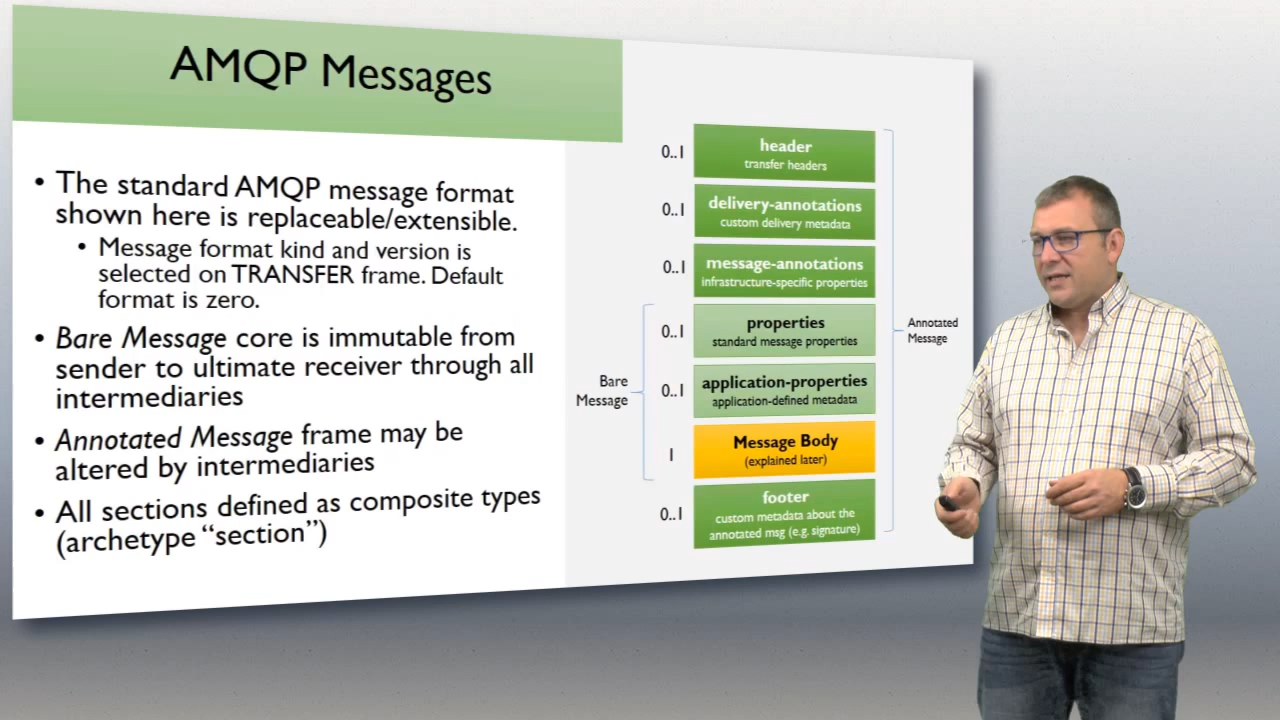 AMQP Messages
• The standard AMQP message format
shown here is replaceable/extensible.
• Message format kind and version is
selected on TRANSFER frame. Default
format is zero.
• Bare Message core is immutable from
sender to ultimate receiver through all
intermediaries
• Annotated Message frame may be
altered by intermediaries
• All sections defined as composite types
(archetype “section”)
0..1
header
transfer headers
0..1
delivery-annotations
custom delivery metadata
0..1
message-annotations
infrastructure-specific properties
0..1
properties
standard message properties
0..1
application-properties
application-defined metadata
1
Message Body
(explained later)
0..1
footer
custom metadata about the
annotated msg (e.g. signature)
Bare
Message
Annotated
Message